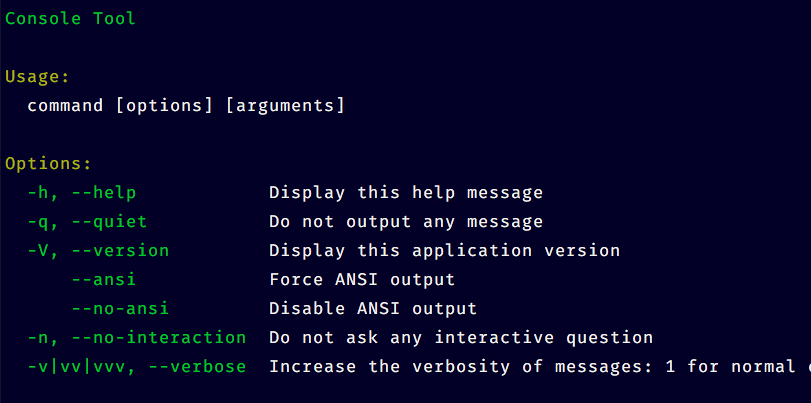 Console Tool
Usage:
command [options] [arguments]
Options:
-h, --help Display this help message
-q, --quiet Do not output any message
-V, --version Display this application version
--ansi Force ANSI output
--no-ansi Disable ANSI output
-n, --no-interaction Do not ask any interactive question
-v|vv|vvv, --verbose Increase the verbosity of messages: 1 for normal